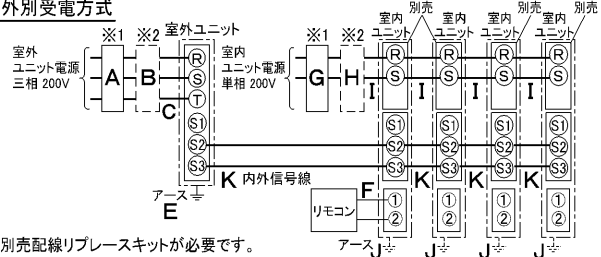 外別受電方式
※1
※2
室外ユニット
※1
※2
室内
ユニット
別売
室内
ユニット
別売
室内
ユニット
別売
室内
ユニット
別売
室外
ユニット電源
三相 200V
A
B
C
R
S
T
S1
S2
S3
室内
ユニット電源
単相 200V
G
H
I
R
S
I
R
S
I
R
S
I
R
S
S1
S2
S3
S1
S2
S3
S1
S2
S3
S1
S2
S3
K 内外信号線
K
K
K
アース
E
リモコン
F
①
②
①
②
①
②
①
②
アース
J
J
J
J
別売配線リプレースキットが必要です。